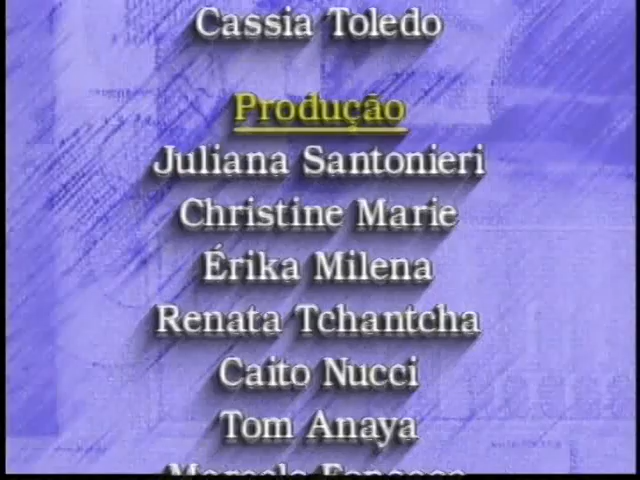 Cassia Toledo
Produção
Juliana Santonieri
Christine Marie
Érika Milena
Renata Tchantcha
Caito Nucci
Tom Anaya